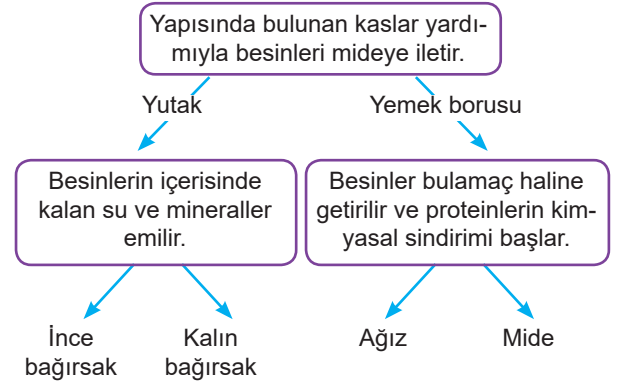 Yapısında bulunan kaslar yardı-
mıyla besinleri mideye iletir.
Yutak
Yemek borusu
Besinlerin içerisinde
kalan su ve mineraller
emilir.
Besinler bulamaç haline
getirilir ve proteinlerin kim-
yasal sindirimi başlar.
İnce
bağırsak
Kalın
bağırsak
Ağız
Mide